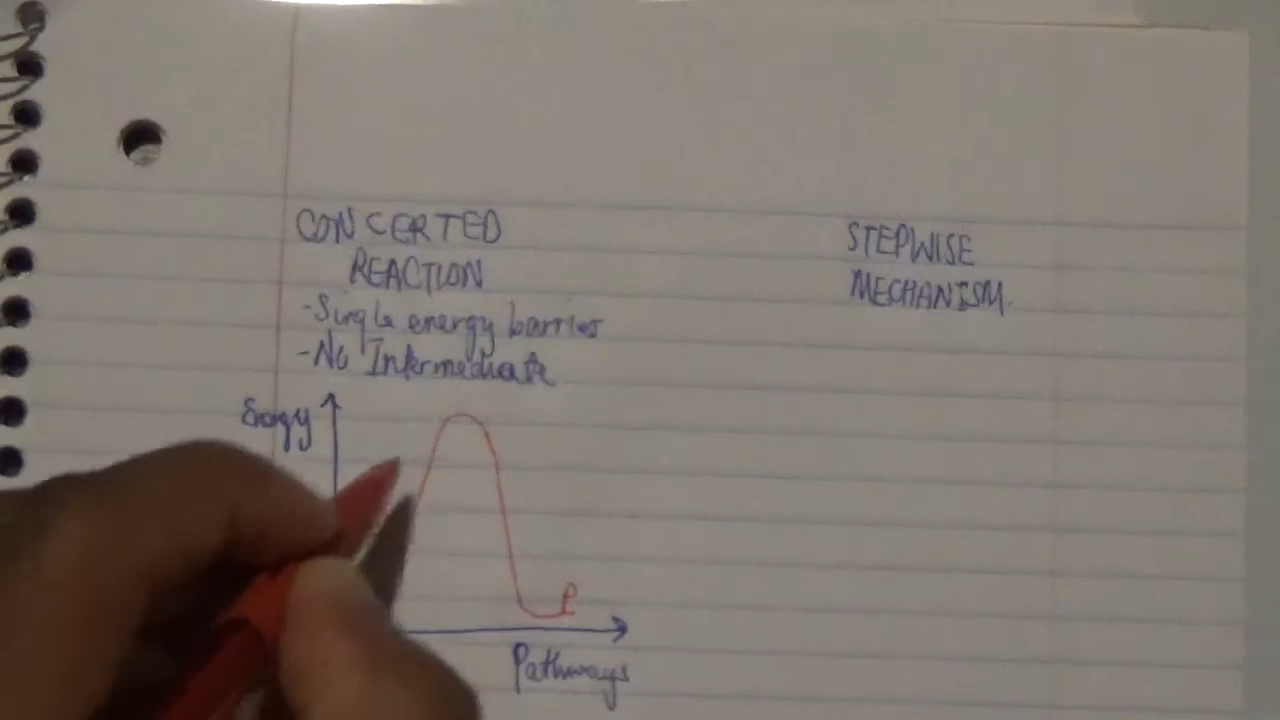 CONCERTED
REACTION
-Single energy barrier
-No Intermediate
STEPWISE
MECHANISM.
Energy
P
Pathways